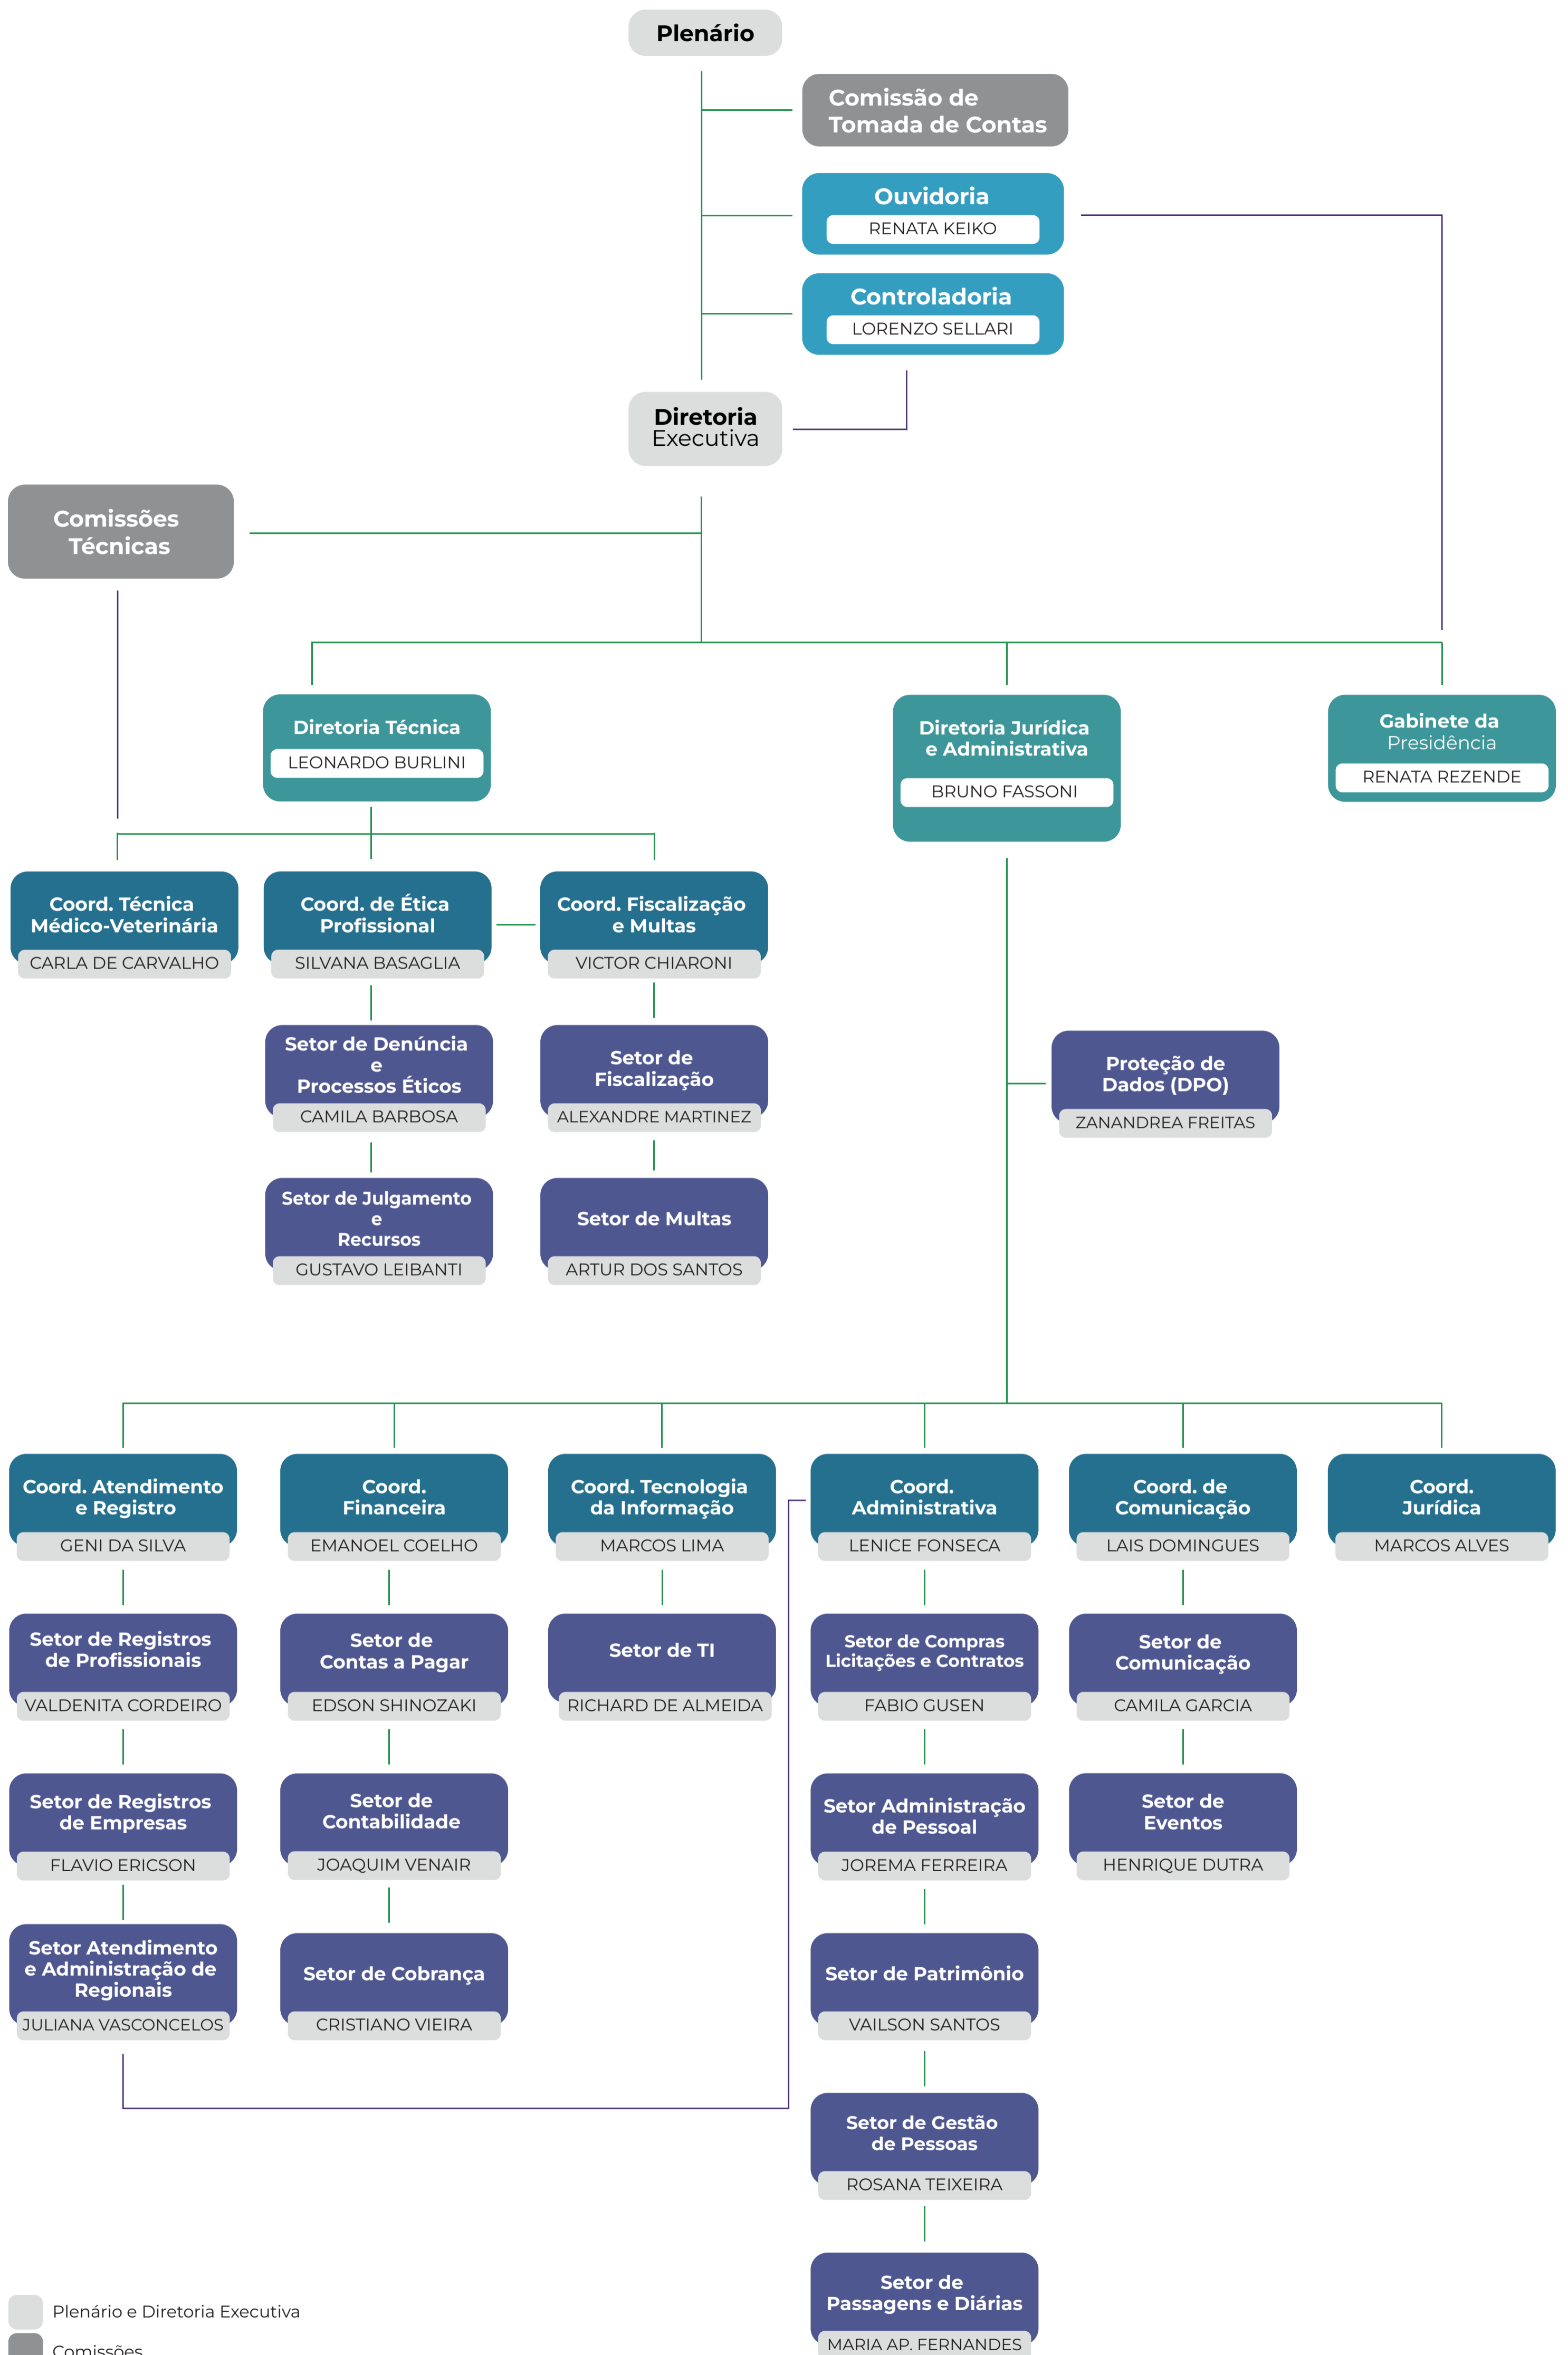 Plenário
Comissão de
Tomada de Contas
Ouvidoria
RENATA KEIKO
Controladoria
LORENZO SELLARI
Diretoria
Executiva
Comissões
Técnicas
Diretoria Técnica
LEONARDO BURLINI
Diretoria Jurídica
e Administrativa
BRUNO FASSONI
Gabinete da
Presidência
RENATA REZENDE
Coord. Técnica
Médico-Veterinária
CARLA DE CARVALHO
Coord. de Ética
Profissional
SILVANA BASAGLIA
Coord. Fiscalização
e Multas
VICTOR CHIARONI
Setor de Denúncia
e
Processos Éticos
CAMILA BARBOSA
Setor de
Fiscalização
ALEXANDRE MARTINEZ
Proteção de
Dados (DPO)
ZANANDREA FREITAS
Setor de Julgamento
e
Recursos
GUSTAVO LEIBANTI
Setor de Multas
ARTUR DOS SANTOS
Coord. Atendimento
e Registro
GENI DA SILVA
Coord.
Financeira
EMANOEL COELHO
Coord. Tecnologia
da Informação
MARCOS LIMA
Coord.
Administrativa
LENICE FONSECA
Coord. de
Comunicação
LAIS DOMINGUES
Coord.
Jurídica
MARCOS ALVES
Setor de Registros
de Profissionais
VALDENITA CORDEIRO
Setor de
Contas a Pagar
EDSON SHINOZAKI
Setor de TI
RICHARD DE ALMEIDA
Setor de Compras
Licitações e Contratos
FABIO GUSEN
Setor de
Comunicação
CAMILA GARCIA
Setor de Registros
de Empresas
FLAVIO ERICSON
Setor de
Contabilidade
JOAQUIM VENAIR
Setor Administração
de Pessoal
JOREMA FERREIRA
Setor de
Eventos
HENRIQUE DUTRA
Setor Atendimento
e Administração de
Regionais
JULIANA VASCONCELOS
Setor de Cobrança
CRISTIANO VIEIRA
Setor de Patrimônio
VAILSON SANTOS
Setor de Gestão
de Pessoas
ROSANA TEIXEIRA
Setor de
Passagens e Diárias
MARIA AP. FERNANDES
Plenário e Diretoria Executiva
Comissões